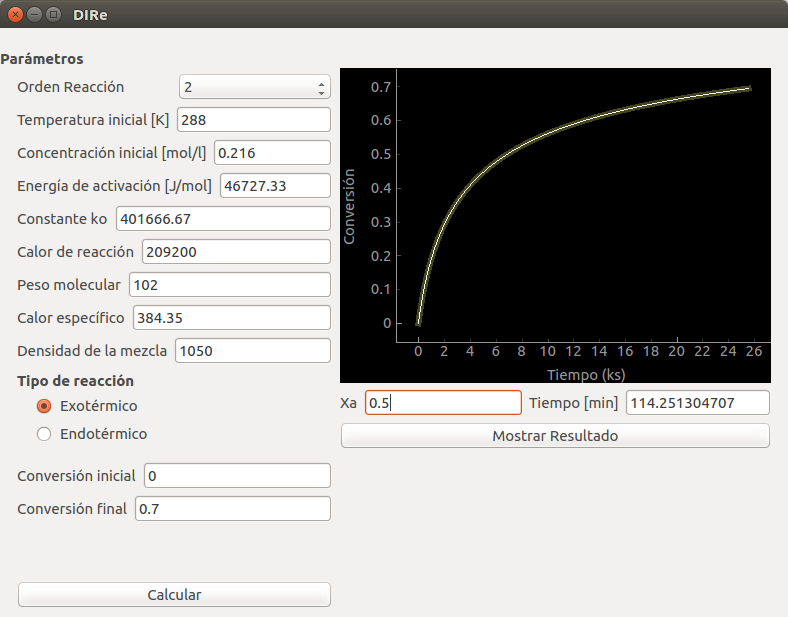 DIRe
Parámetros
Orden Reacción 2
Temperatura inicial [K] 288
Concentración inicial [mol/l] 0.216
Energía de activación [J/mol] 46727.33
Constante ko 401666.67
Calor de reacción 209200
Peso molecular 102
Calor específico 384.35
Densidad de la mezcla 1050
Tipo de reacción
Exotérmico
Endotérmico
Conversión inicial 0
Conversión final 0.7
Calcular
Conversión
0.7
0.6
0.5
0.4
0.3
0.2
0.1
0
0 2 4 6 8 10 12 14 16 18 20 22 24 26
Tiempo (ks)
Xa 0.5 Tiempo [min] 114.251304707
Mostrar Resultado